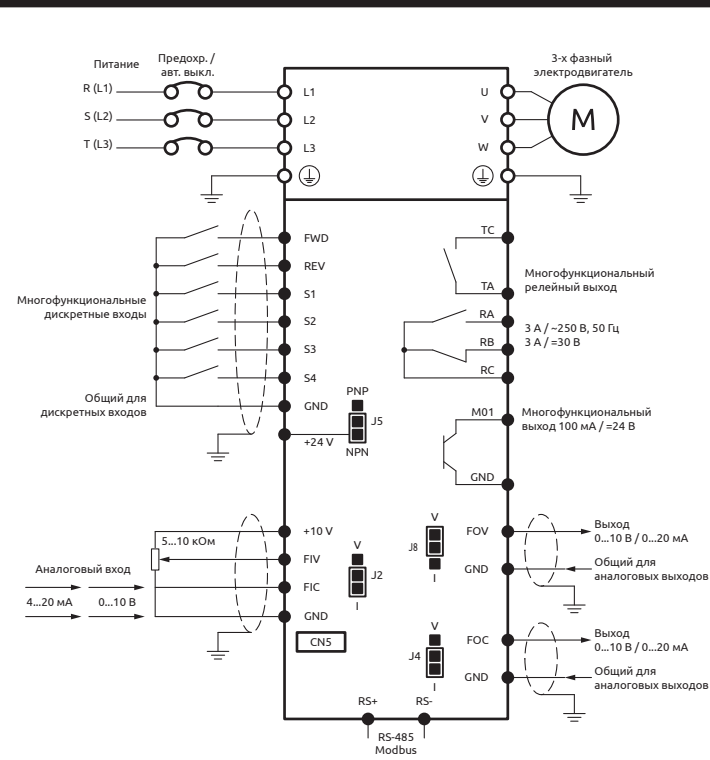 Питание
Предохр. /
авт. выкл.
3-х фазный
электродвигатель
R (L1)
L1
U
S (L2)
L2
V
M
T (L3)
L3
W
FWD
TC
REV
Многофункциональные
дискретные входы
S1
TA
Многофункциональный
релейный выход
S2
RA
3 А / ~250 В, 50 Гц
3 А / =30 В
S3
RB
S4
RC
Общий для
дискретных входов
GND
PNP
J5
NPN
+24 V
M01
Многофункциональный
выход 100 мА / =24 В
GND
+10 V
5...10 кОм
FIV
V
J2
I
V
J8
I
FOV
Выход
0...10 В / 0...20 мА
Аналоговый вход
FIC
GND
Общий для
аналоговых выходов
4...20 мА
0...10 В
GND
CN5
V
J4
I
FOC
Выход
0...10 В / 0...20 мА
GND
Общий для
аналоговых выходов
RS+
RS-
RS-485
Modbus